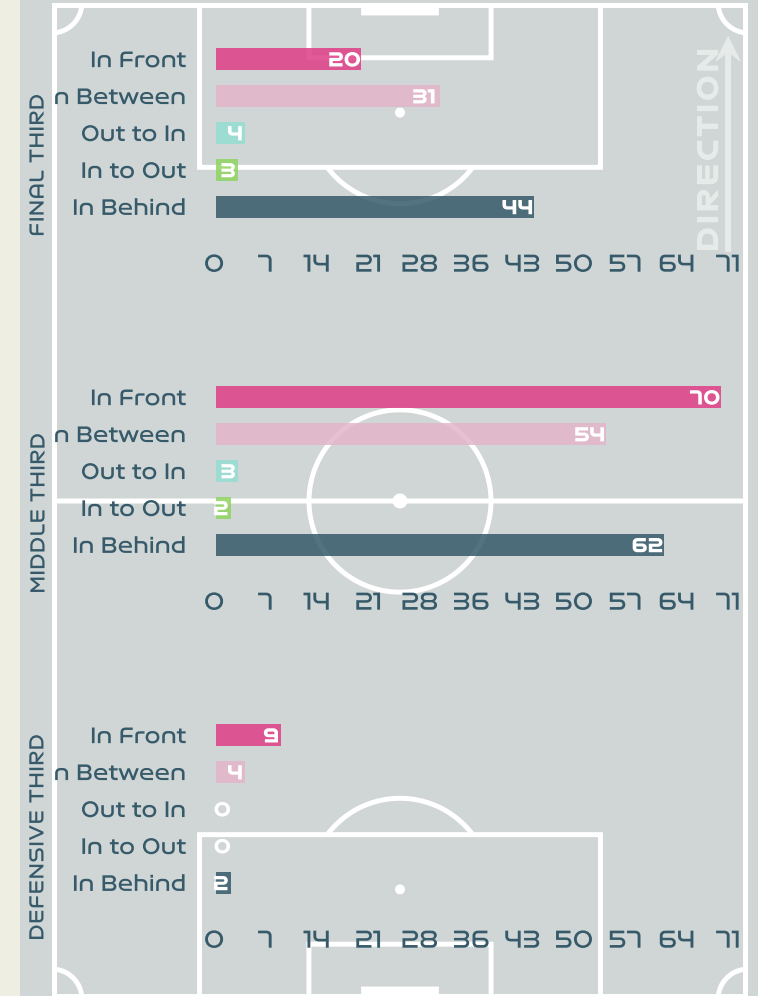 FINAL THIRD
In Front 20
n Between 31
Out to In 4
In to Out 3
In Behind 44
0 7 14 21 28 36 43 50 57 64 71
DIRECTION
MIDDLE THIRD
In Front 70
n Between 54
Out to In 3
In to Out 2
In Behind 62
0 7 14 21 28 36 43 50 57 64 71
DEFENSIVE THIRD
In Front 9
n Between 4
Out to In 0
In to Out 0
In Behind 2
0 7 14 21 28 36 43 50 57 64 71